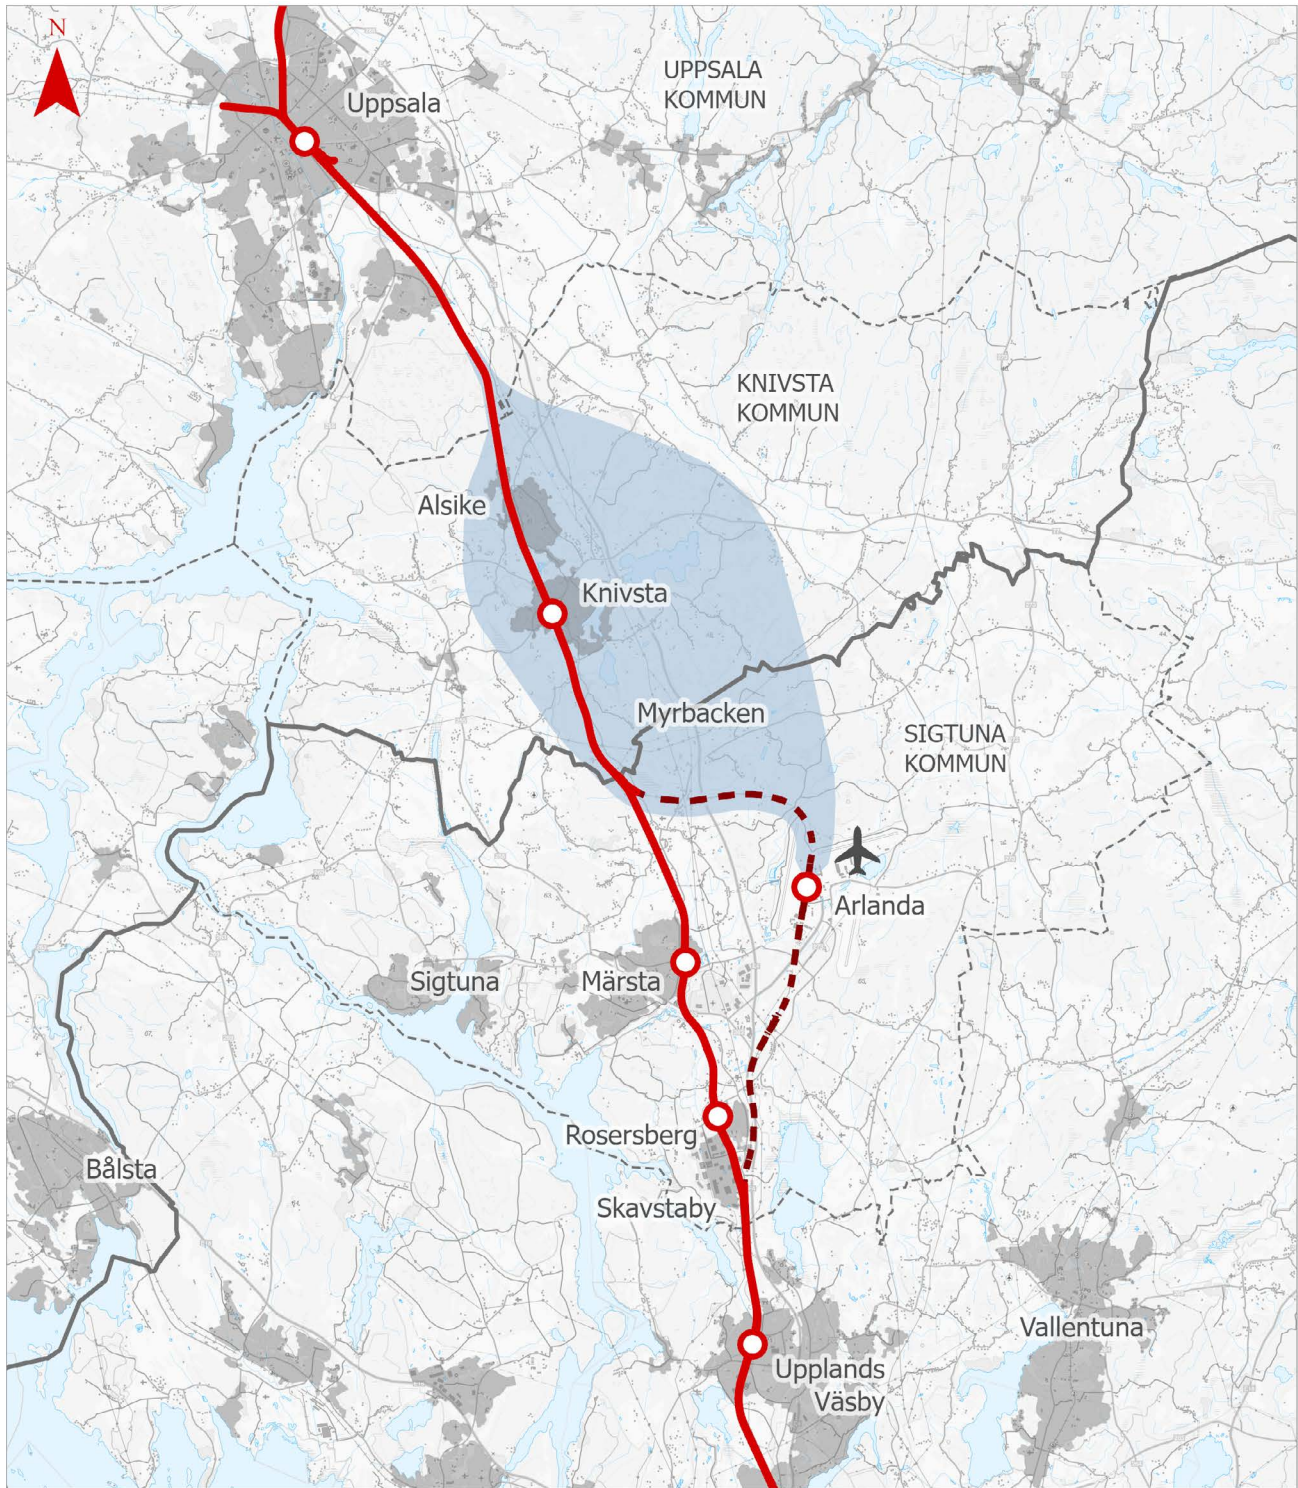 N
Uppsala
UPPSALA
KOMMUN
KNIVSTA
KOMMUN
Alsike
Knivsta
Myrbacken
SIGTUNA
KOMMUN
Arlanda
Sigtuna
Märsta
Rosersberg
Bålsta
Skavstaby
Vallentuna
Upplands
Väsby